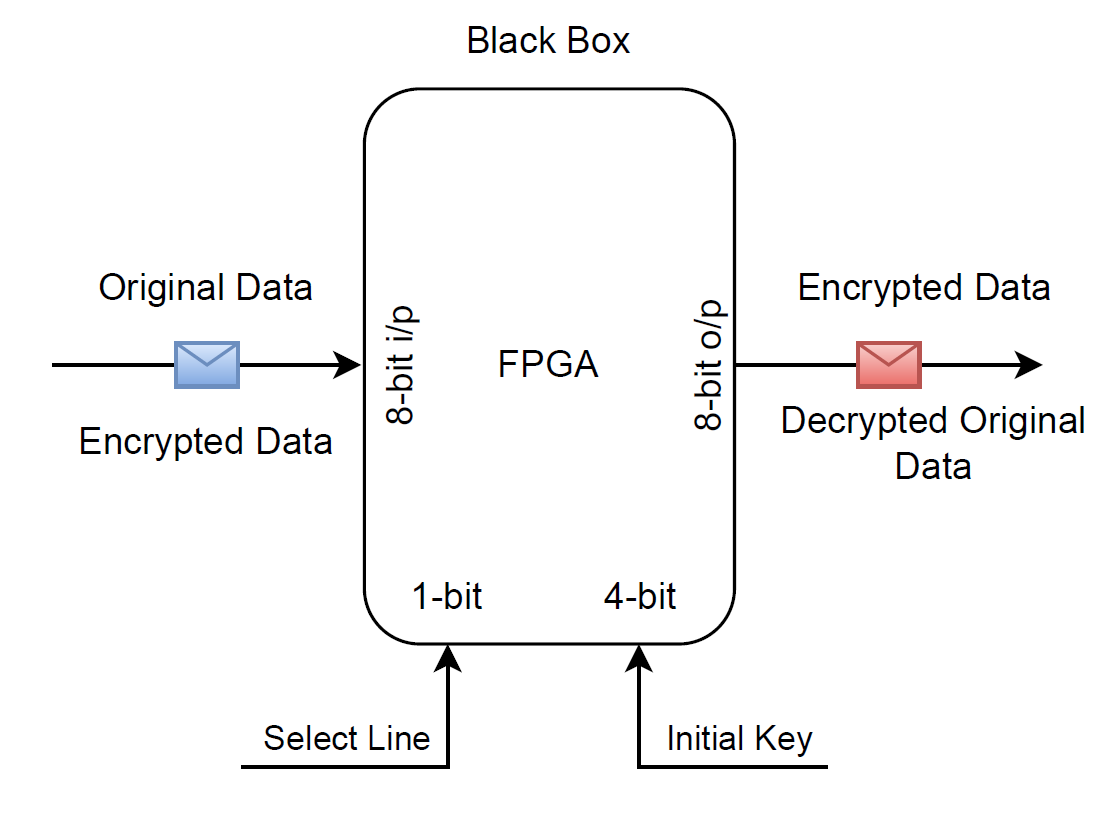 Black Box
Original Data
Encrypted Data
8-bit i/p
FPGA
8-bit o/p
Encrypted Data
Decrypted Original
Data
1-bit
4-bit
Select Line
Initial Key